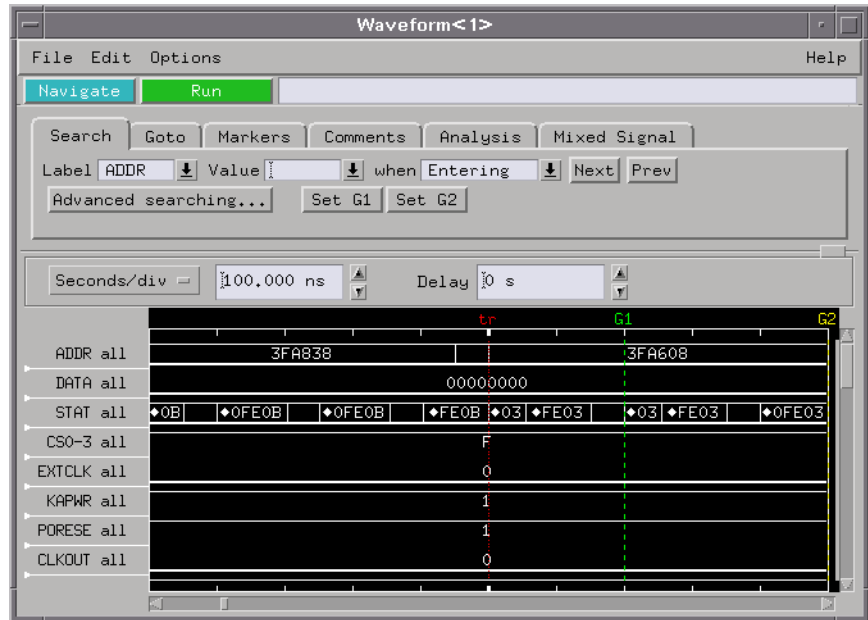 Waveform<1>
File Edit Options Help
Navigate Run
Search Goto Markers Comments Analysis Mixed Signal
Label ADDR Value when Entering Next Prev
Advanced searching... Set G1 Set G2
Seconds/div 100.000 ns Delay 0 s
tr G1 G2
ADDR all 3FA838 3FA608
DATA all 00000000
STAT all ◆0B ◆0FE0B ◆0FE0B ◆FE0B ◆03 ◆FE03 ◆03 ◆FE03 ◆0FE03
CSO-3 all F
EXTCLK all 0
KAPWR all 1
PORESE all 1
CLKOUT all 0